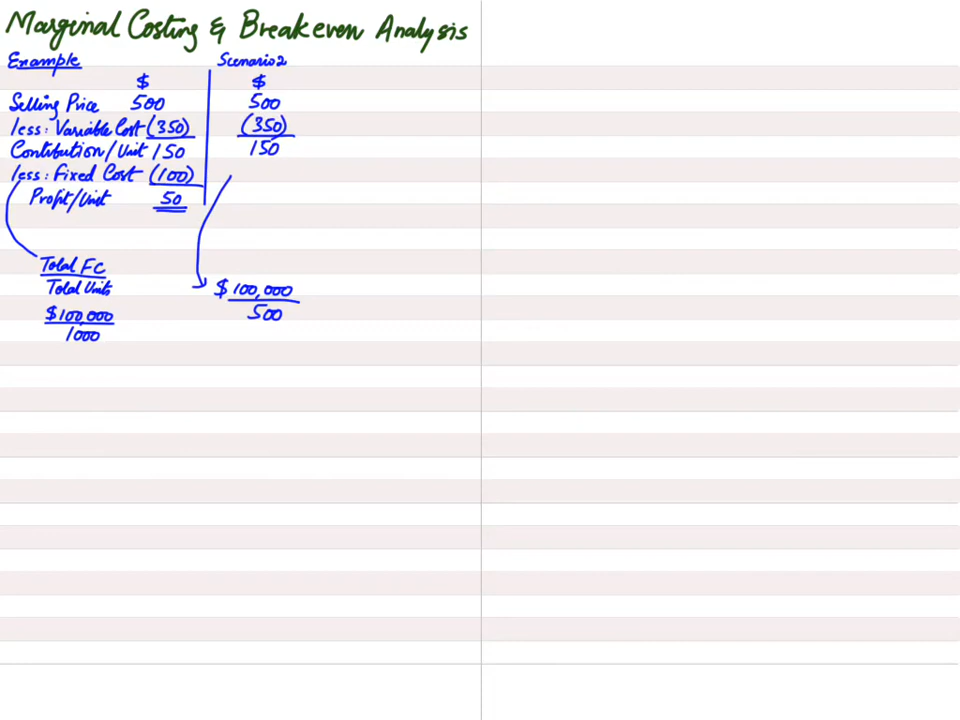 Marginal Costing & Breakeven Analysis
Example
$
Selling Price 500
less: Variable Cost (350)
Contribution/Unit 150
less: Fixed Cost (100)
Profit/Unit 50
Total FC
Total Units
$100,000
1000
Scenario 2
$
500
(350)
150
$100,000
500